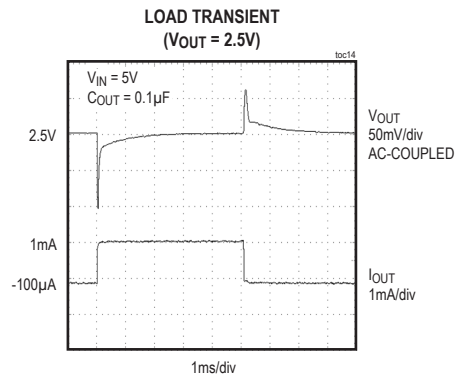 LOAD TRANSIENT
(VOUT = 2.5V)
toc14
VIN = 5V
COUT = 0.1µF
2.5V
VOUT
50mV/div
AC-COUPLED
1mA
-100µA
IOUT
1mA/div
1ms/div